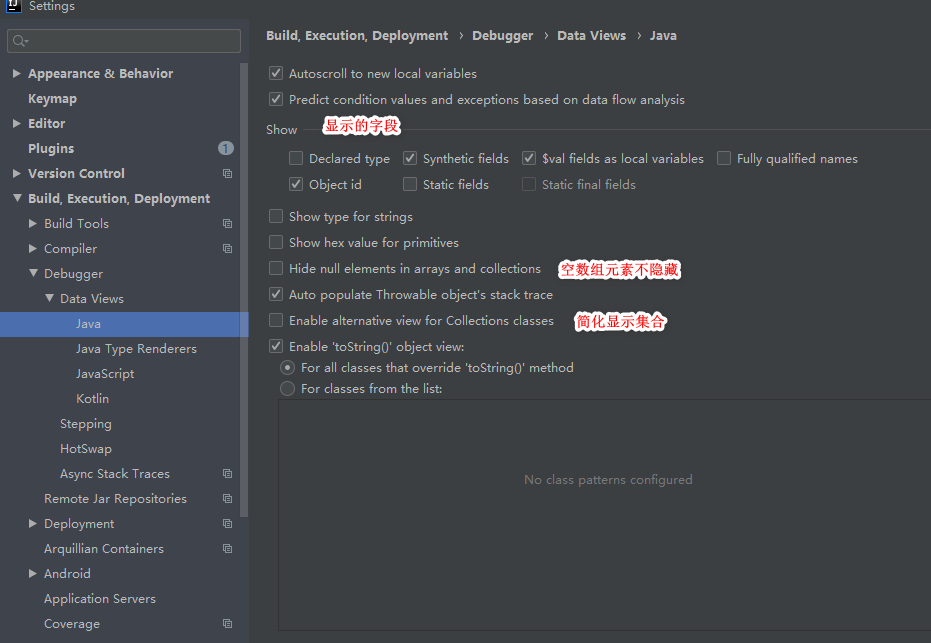 Settings
Appearance & Behavior
Keymap
Editor
Plugins 1
Version Control
Build, Execution, Deployment
Build Tools
Compiler
Debugger
Data Views
Java
Java Type Renderers
JavaScript
Kotlin
Stepping
HotSwap
Async Stack Traces
Remote Jar Repositories
Deployment
Arquillian Containers
Android
Application Servers
Coverage
Build, Execution, Deployment › Debugger › Data Views › Java
Autoscroll to new local variables
Predict condition values and exceptions based on data flow analysis
Show 显示的字段
Declared type Synthetic fields $val fields as local variables Fully qualified names
Object id Static fields Static final fields
Show type for strings
Show hex value for primitives
Hide null elements in arrays and collections 空数组元素不隐藏
Auto populate Throwable object's stack trace
Enable alternative view for Collections classes 简化显示集合
Enable 'toString()' object view:
For all classes that override 'toString()' method
For classes from the list:
No class patterns configured